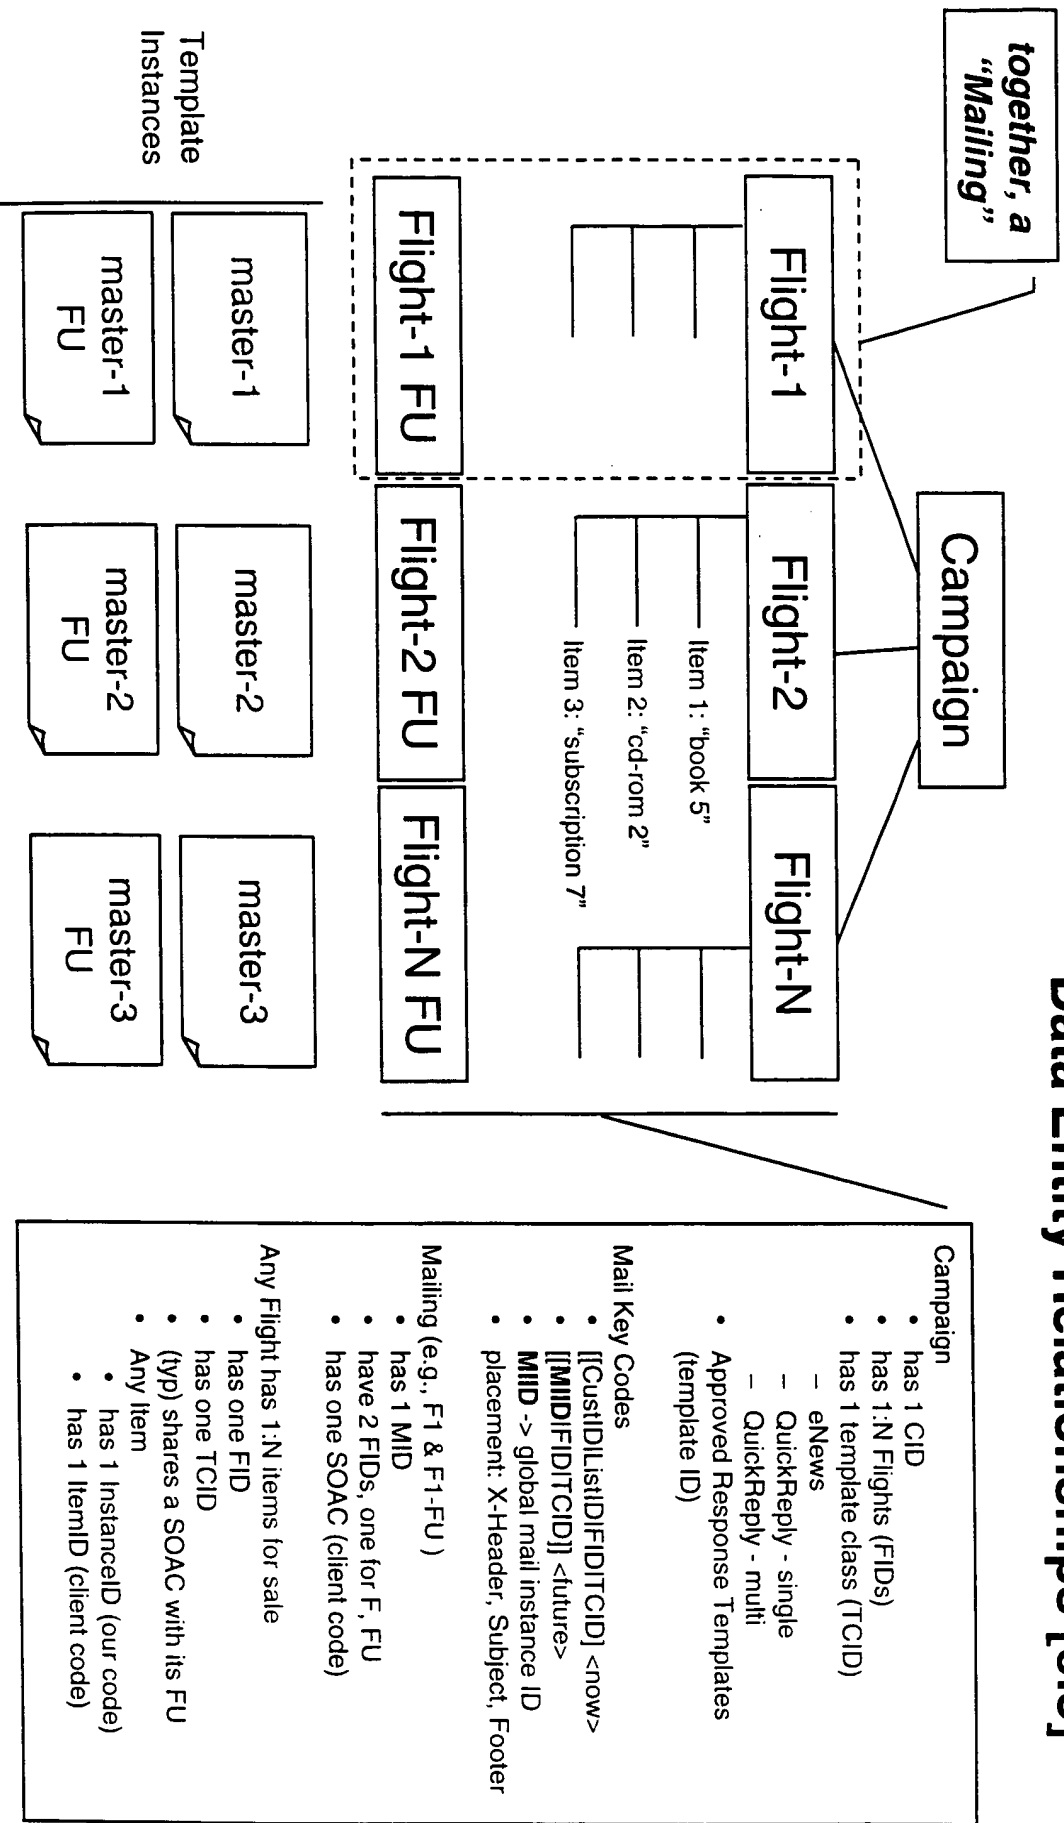 Data Entity Relationships
together, a
“Mailing”
Campaign
Flight-1
Flight-2
Flight-N
Item 1: “book 5”
Item 2: “cd-rom 2”
Item 3: “subscription 7”
Flight-1 FU
Flight-2 FU
Flight-N FU
Template
Instances
master-1
master-2
master-3
master-1
FU
master-2
FU
master-3
FU
Campaign
• has 1 CID
• has 1:N Flights (FIDs)
• has 1 template class (TCID)
– eNews
– QuickReply - single
– QuickReply - multi
• Approved Response Templates
(template ID)
Mail Key Codes
• [[CustID|ListID|FID|TCID] <now>
• [[MIID|FID|TCID]] <future>
• MIID -> global mail instance ID
• placement: X-Header, Subject, Footer
Mailing (e.g., F1 & F1-FU )
• has 1 MID
• have 2 FIDs, one for F, FU
• has one SOAC (client code)
Any Flight has 1:N items for sale
• has one FID
• has one TCID
• (typ) shares a SOAC with its FU
• Any Item
• has 1 InstanceID (our code)
• has 1 ItemID (client code)